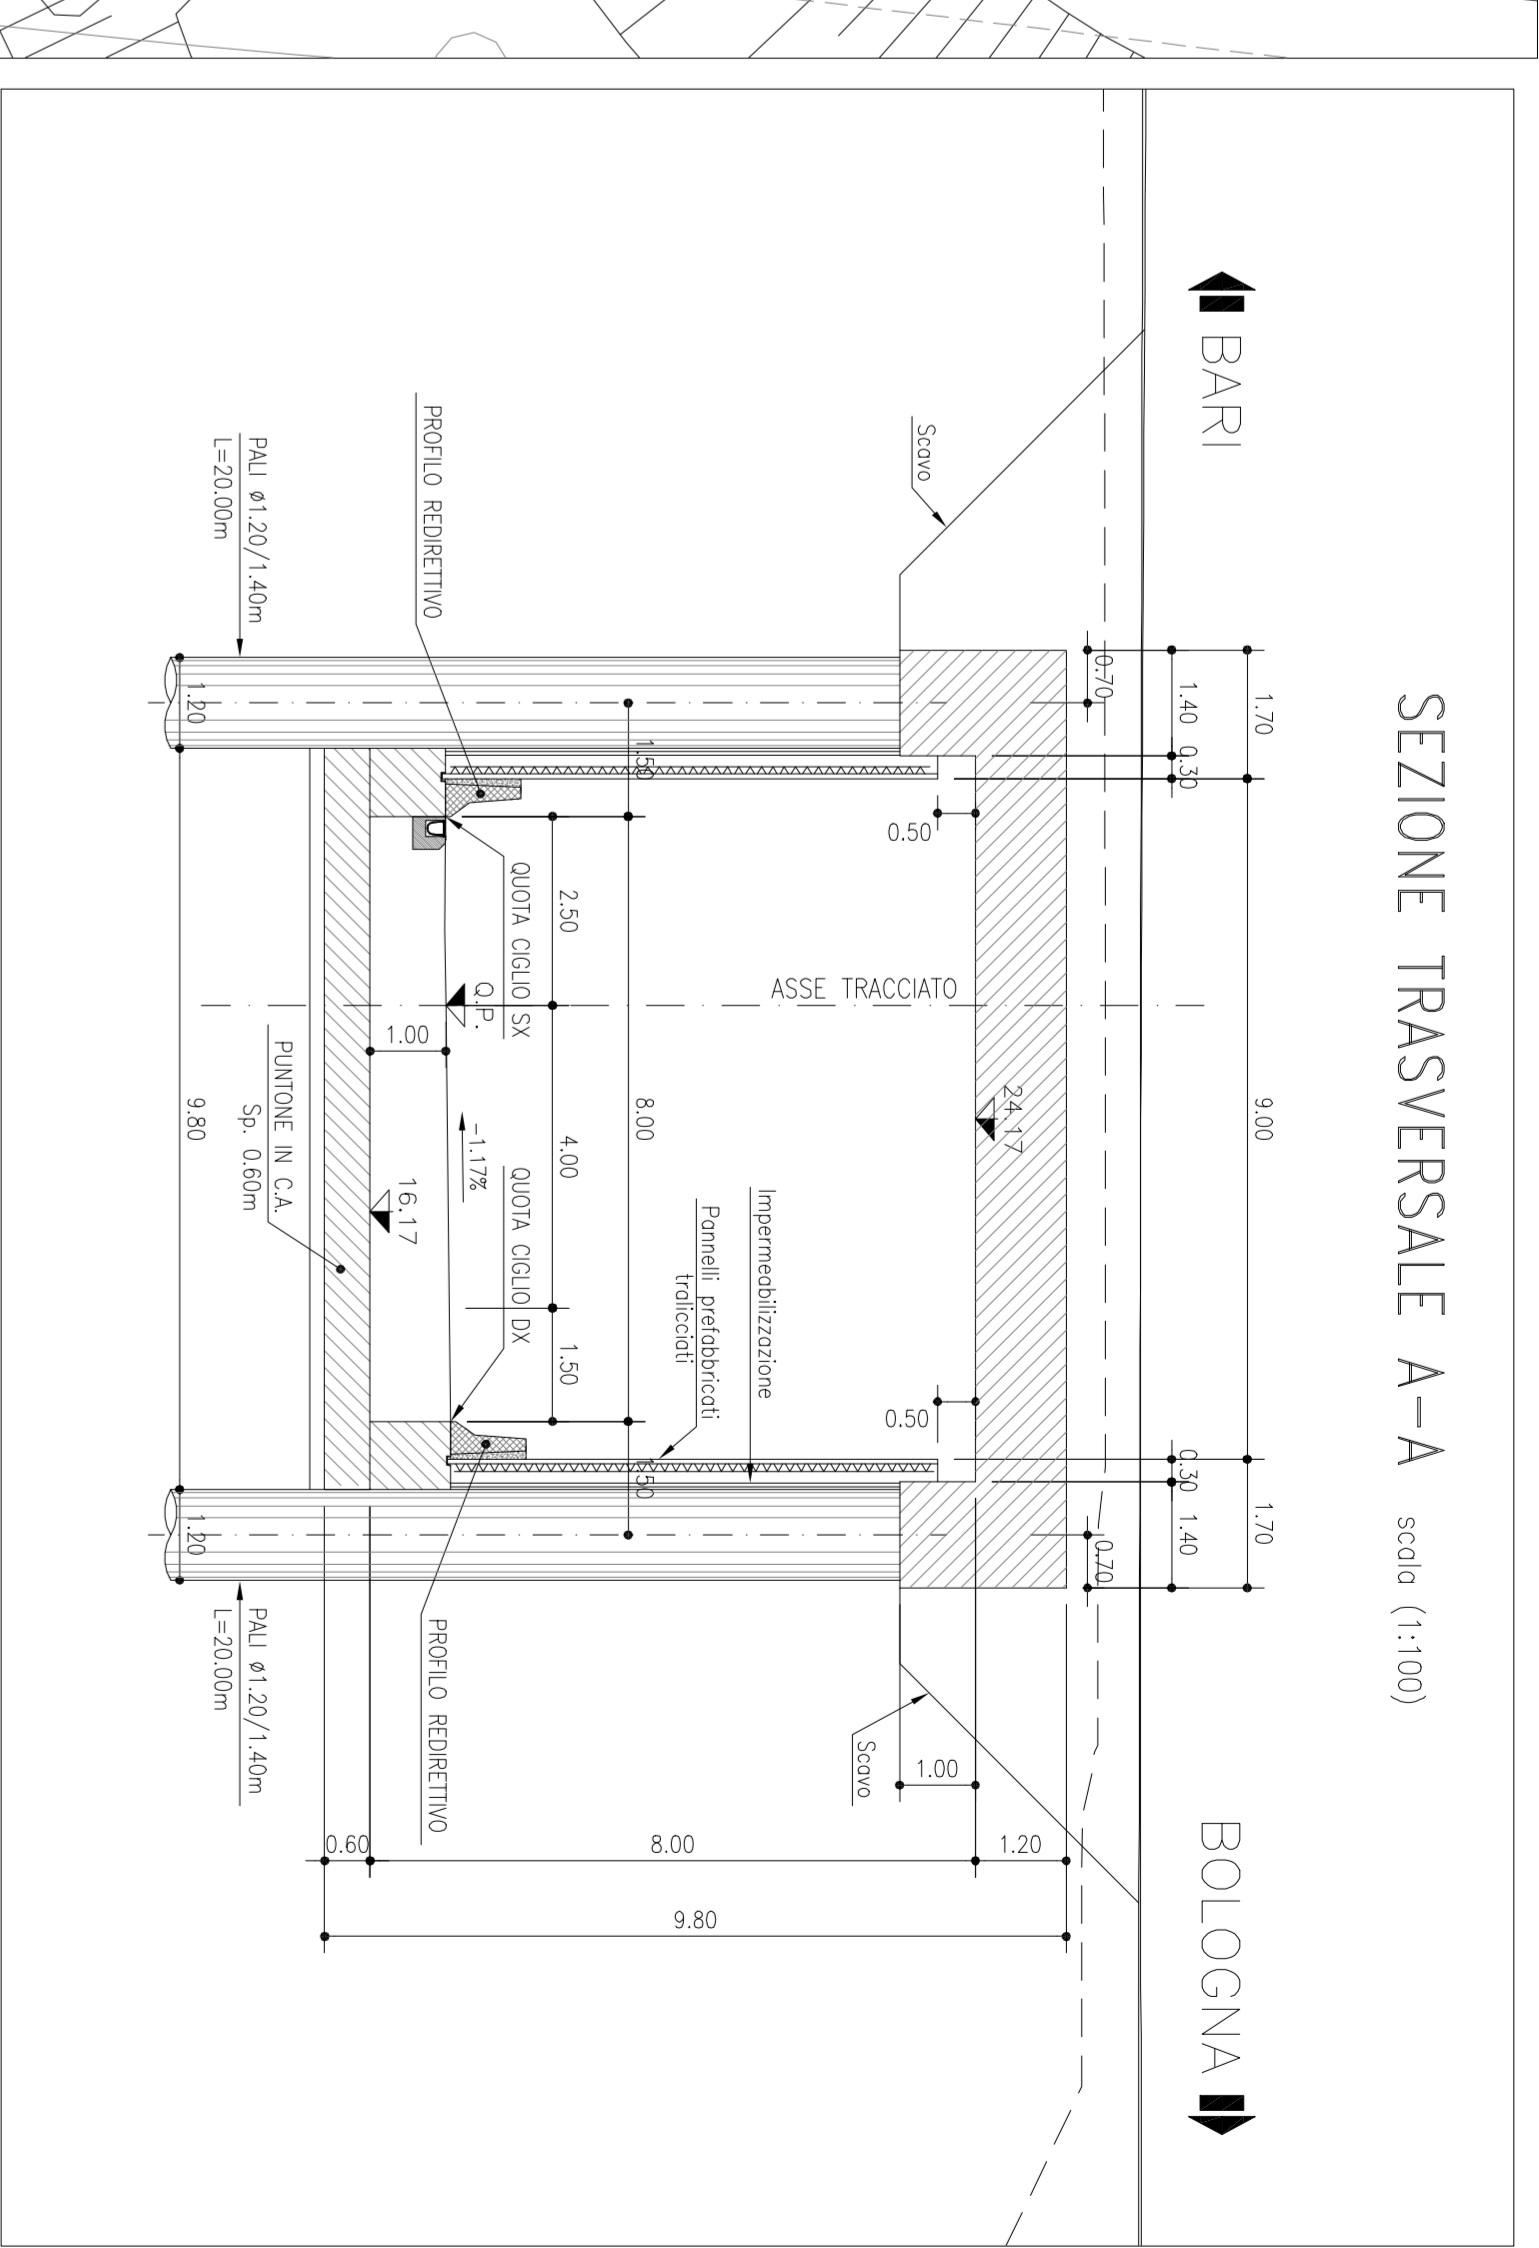 SEZIONE TRASVERSALE A-A scala (1:100)
BARI
BOLOGNA
1.70
9.00
1.70
1.40
0.30
0.30
1.40
0.70
0.70
24.17
0.50
0.50
ASSE TRACCIATO
Scavo
Scavo
1.00
Impermeabilizzazione
Pannelli prefabbricati
tralicciati
1.50
8.00
1.50
2.50
4.00
1.50
QUOTA CIGLIO SX
QUOTA CIGLIO DX
Q.P.
-1.17%
PROFILO REDIRETTIVO
PROFILO REDIRETTIVO
1.00
16.17
PUNTONE IN C.A.
Sp. 0.60m
PALI ø1.20/1.40m
L=20.00m
PALI ø1.20/1.40m
L=20.00m
1.20
9.80
1.20
0.60
8.00
1.20
9.80